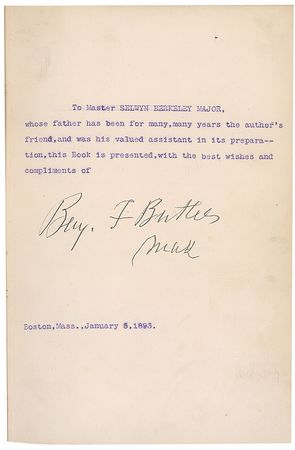 To Master SELWYN BERKELEY MAJOR,
whose father has been for many,many years the author's
friend,and was his valued assistant in its prepara--
tion,this Book is presented,with the best wishes and
compliments of
Benj. F Butler
Boston,Mass.,January 5,1893.